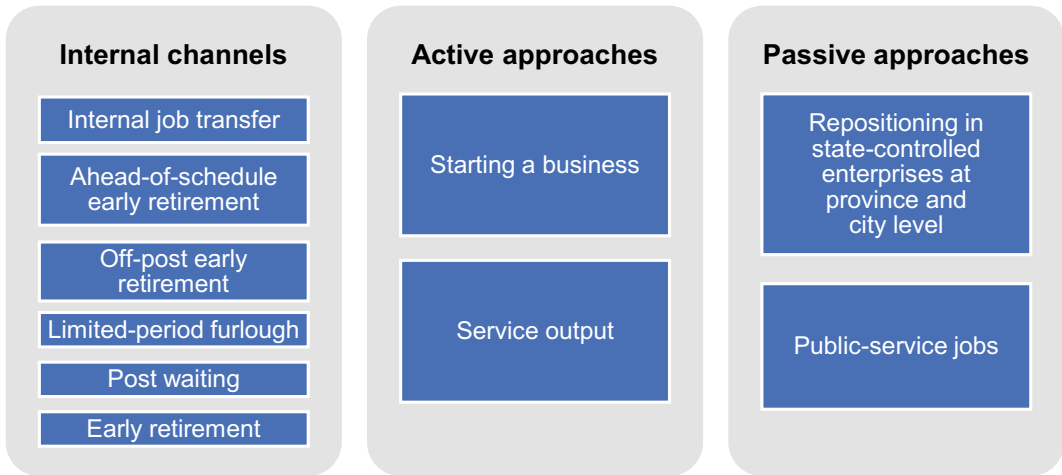 Internal channels
Internal job transfer
Ahead-of-schedule
early retirement
Off-post early
retirement
Limited-period furlough
Post waiting
Early retirement
Active approaches
Starting a business
Service output
Passive approaches
Repositioning in
state-controlled
enterprises at
province and
city level
Public-service jobs